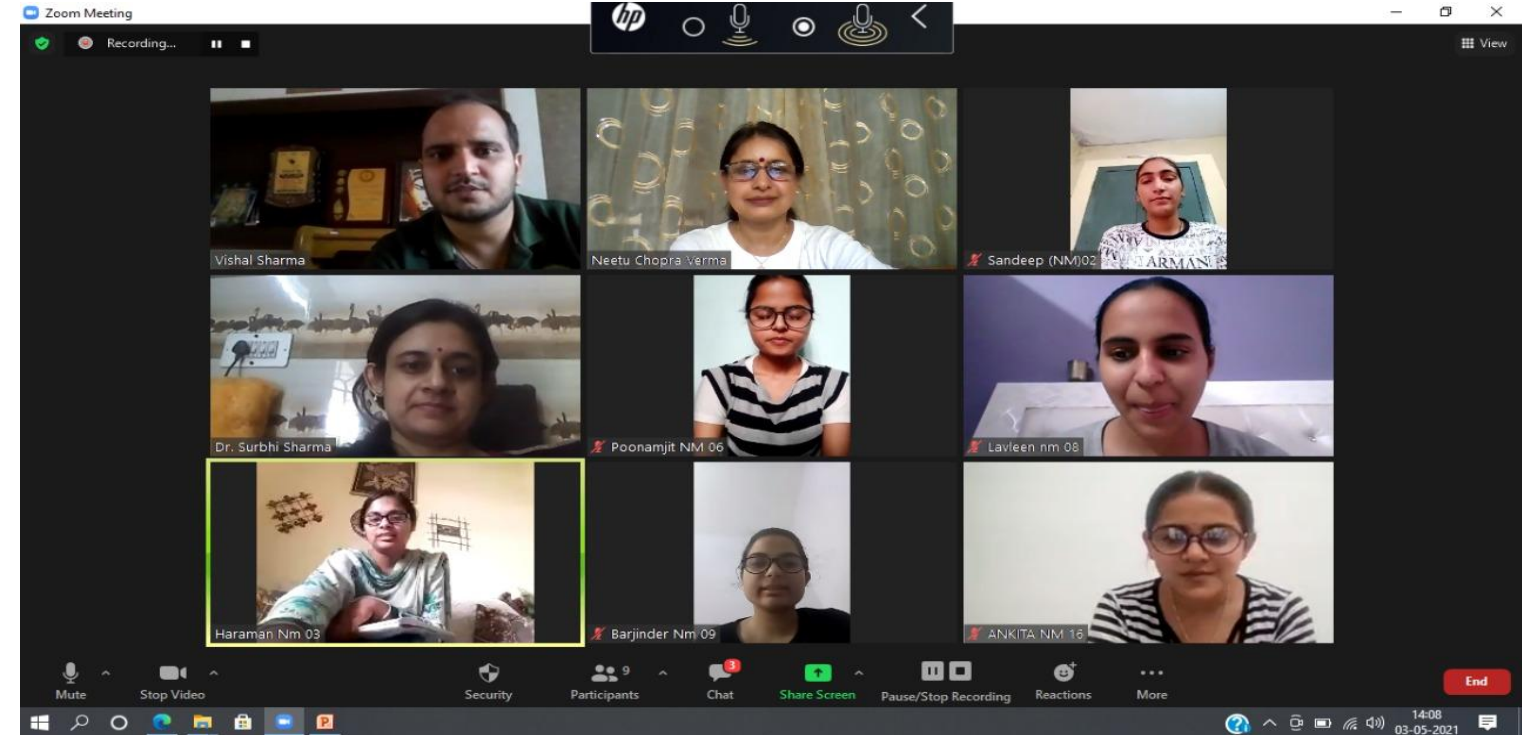 Zoom Meeting
hp
Recording...
View
Vishal Sharma
Neetu Chopra Verma
Sandeep (NM)02
ARMAN
Dr. Surbhi Sharma
Poonamjit NM 06
Lavleen nm 08
Haraman Nm 03
Barjinder Nm 09
ANKITA NM 16
Mute
Stop Video
Security
9
Participants
3
Chat
Share Screen
Pause/Stop Recording
Reactions
More
End
14:08
03-05-2021